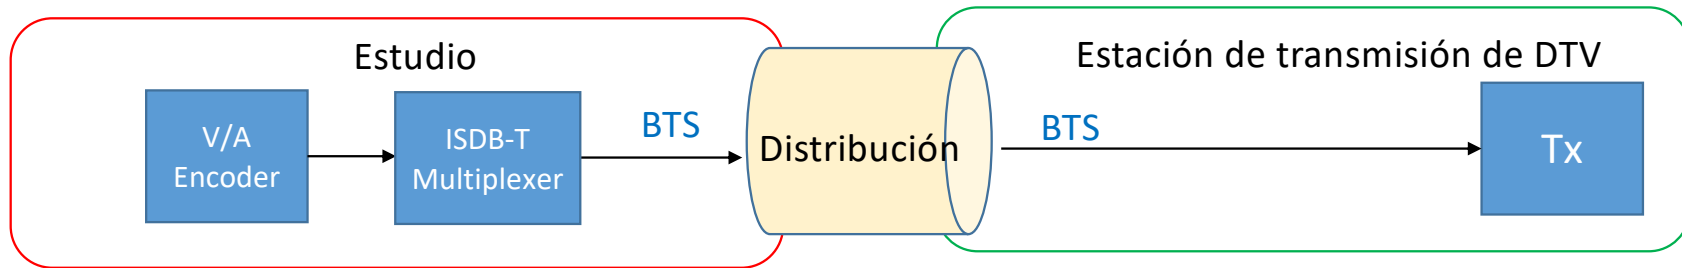 Estudio
V/A
Encoder
ISDB-T
Multiplexer
BTS
Distribución
Estación de transmisión de DTV
BTS
Tx